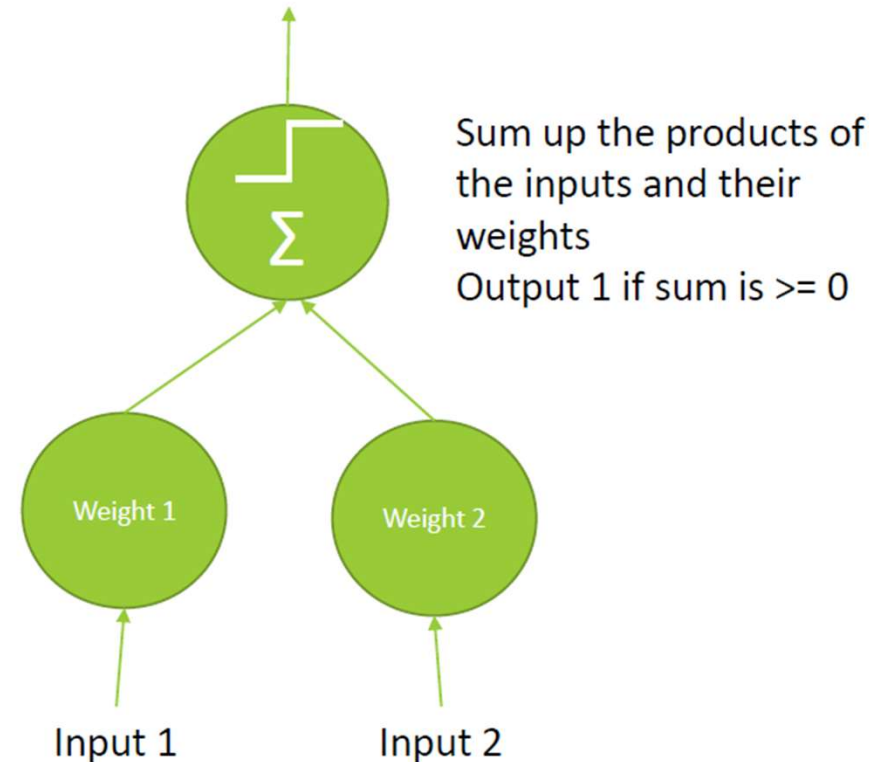 Σ
Sum up the products of
the inputs and their
weights
Output 1 if sum is >= 0
Weight 1
Weight 2
Input 1
Input 2